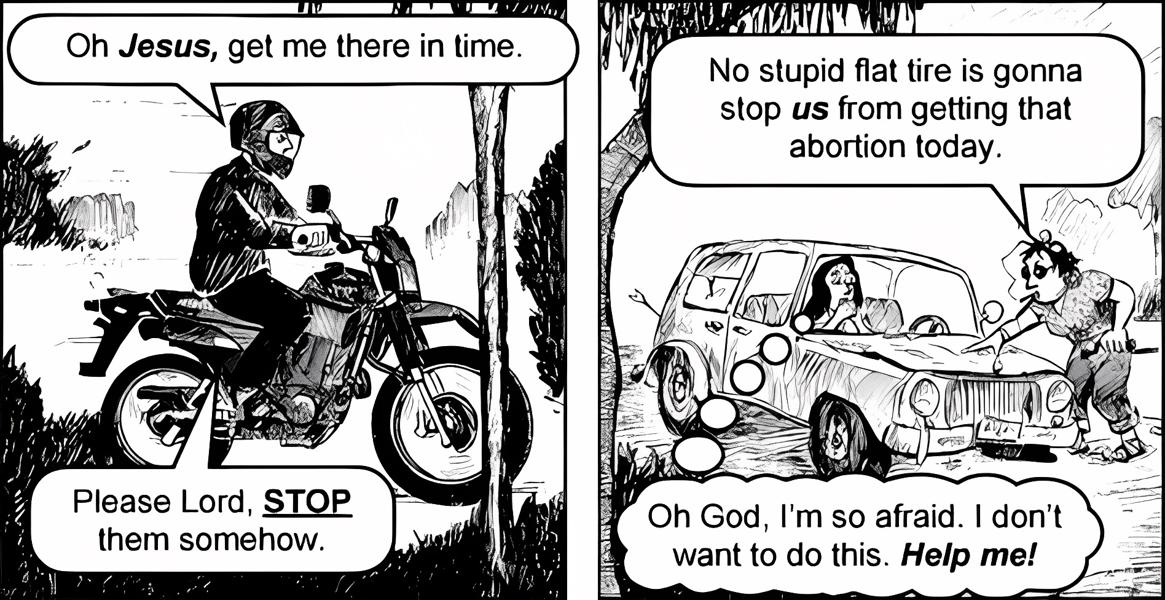 Oh Jesus, get me there in time.
Please Lord, STOP
them somehow.
No stupid flat tire is gonna
stop us from getting that
abortion today.
Oh God, I'm so afraid. I don't
want to do this. Help me!